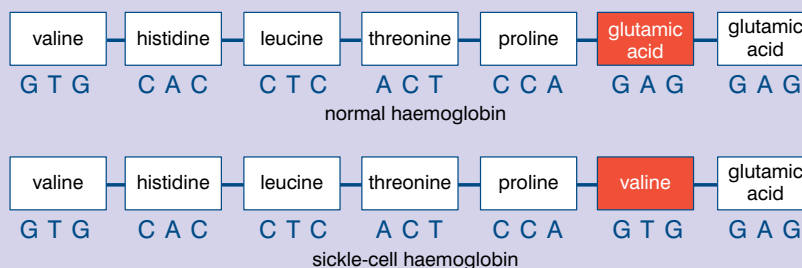 valine histidine leucine threonine proline glutamic acid glutamic acid
G T G C A C C T C A C T C C A G A G G A G
normal haemoglobin
valine histidine leucine threonine proline valine glutamic acid
G T G C A C C T C A C T C C A G T G G A G
sickle-cell haemoglobin